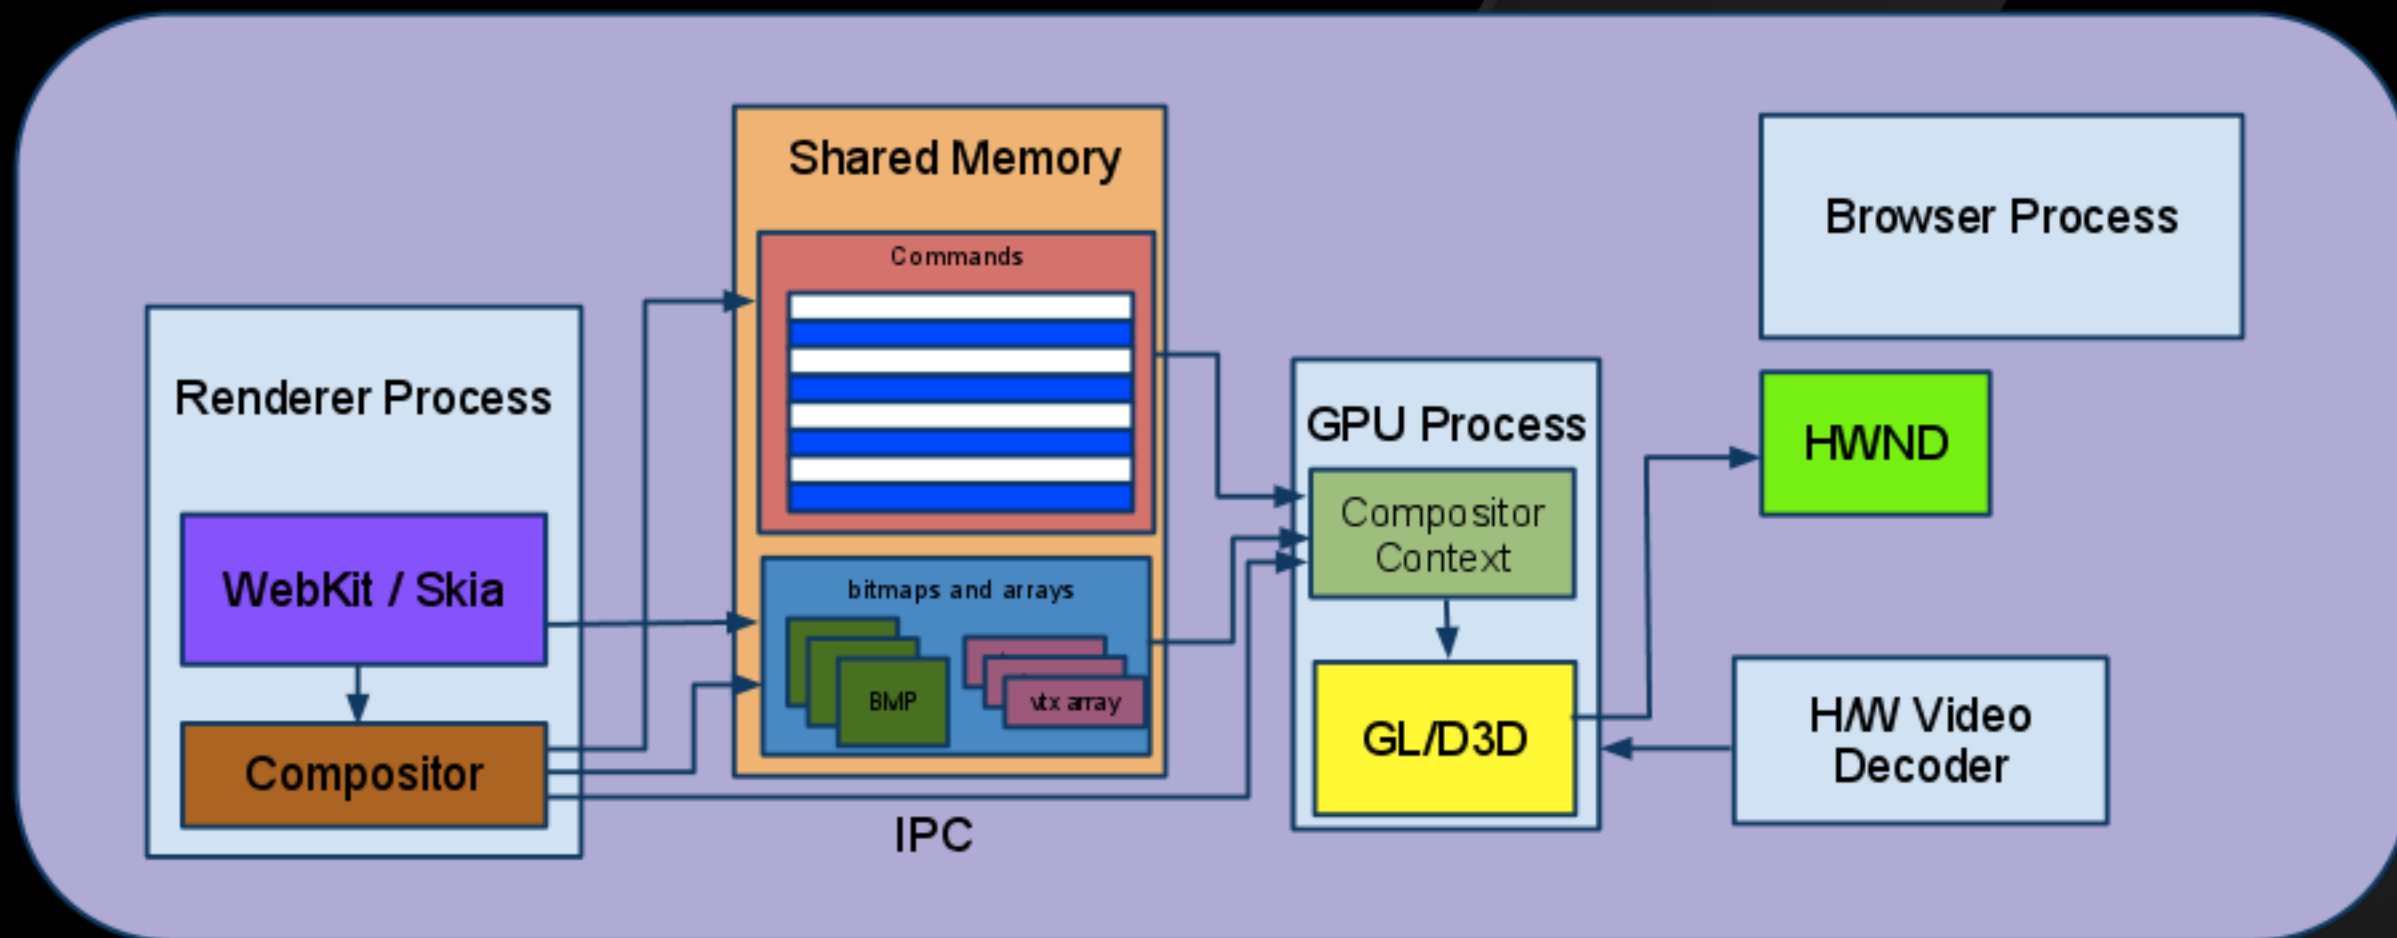 Shared Memory
Commands
bitmaps and arrays
BMP
vtx array
Renderer Process
WebKit / Skia
Compositor
IPC
GPU Process
Compositor
Context
GL/D3D
Browser Process
HWND
H/W Video
Decoder